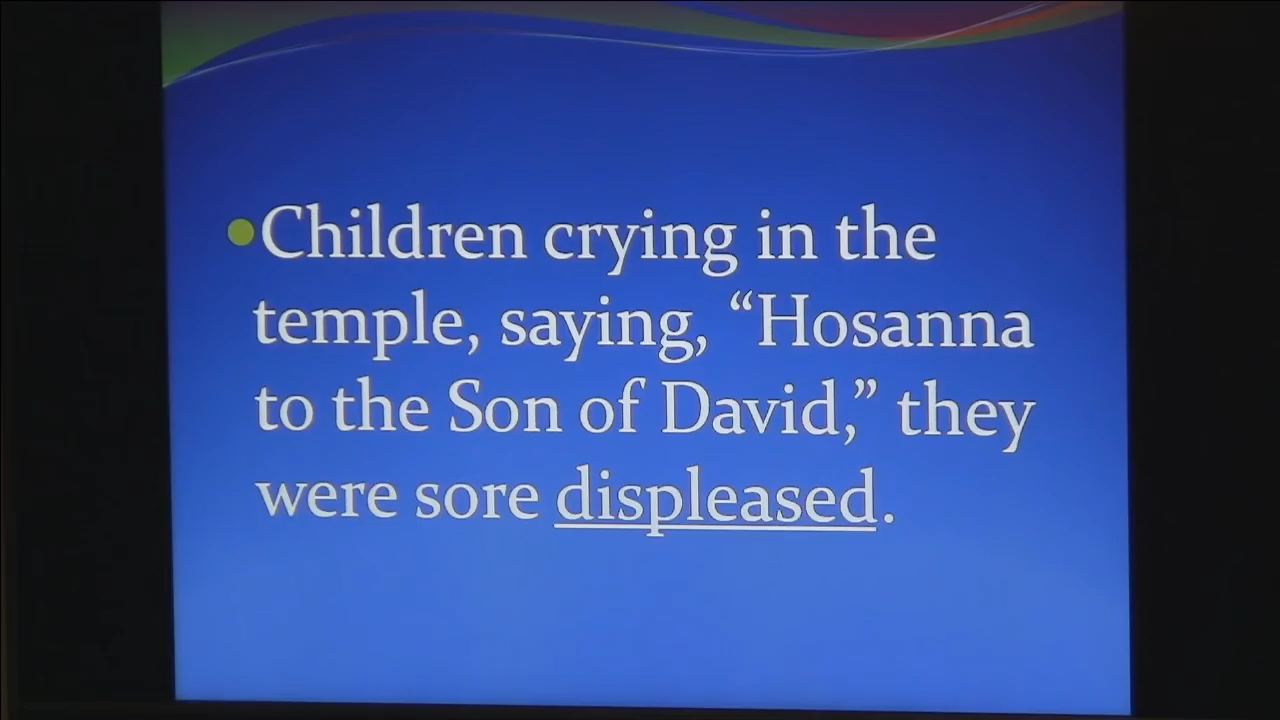 Children crying in the
temple, saying, “Hosanna
to the Son of David,” they
were sore displeased.